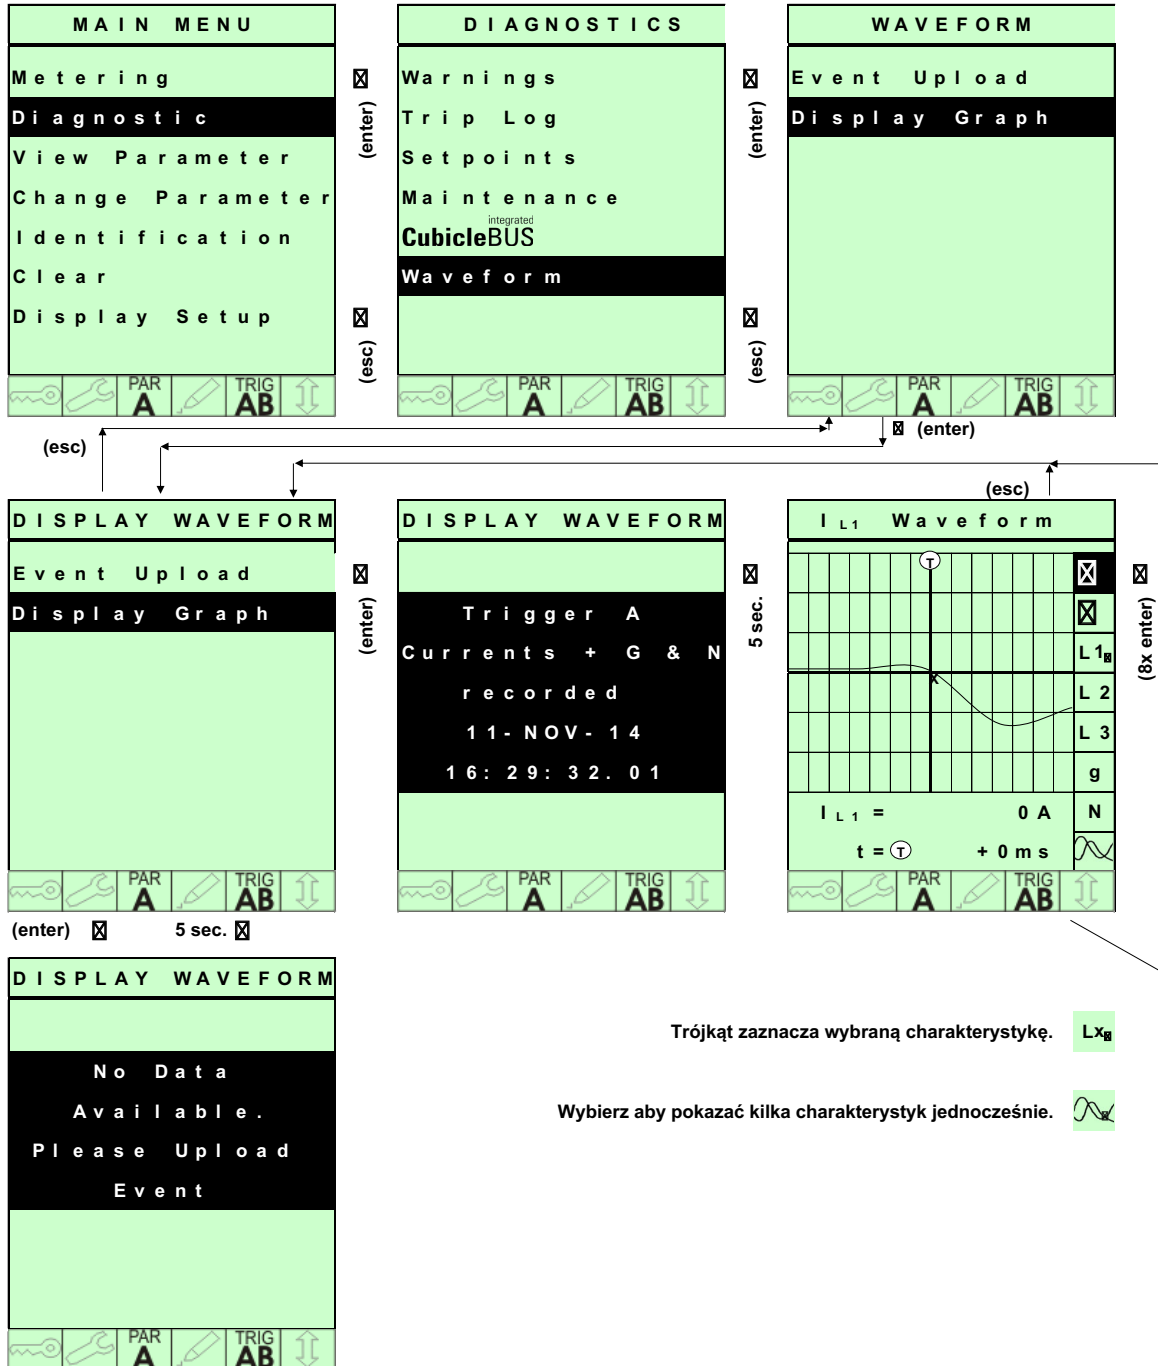 MAIN MENU
Metering
Diagnostic
View Parameter
Change Parameter
Identification
Clear
Display Setup
PAR A
TRIG AB
(enter)
(esc)
DIAGNOSTICS
Warnings
Trip Log
Setpoints
Maintenance
integrated
CubicleBUS
Waveform
PAR A
TRIG AB
(enter)
(esc)
WAVEFORM
Event Upload
Display Graph
PAR A
TRIG AB
(esc)
(enter)
(esc)
DISPLAY WAVEFORM
Event Upload
Display Graph
PAR A
TRIG AB
(enter)
DISPLAY WAVEFORM
Trigger A
Currents + G & N
recorded
11-NOV-14
16:29:32.01
PAR A
TRIG AB
5 sec.
I L1 Waveform
T
x
L1
L2
L3
g
N
I L1 = 0 A
t = T +0ms
PAR A
TRIG AB
(8x enter)
(enter) 5 sec.
DISPLAY WAVEFORM
No Data
Available.
Please Upload
Event
PAR A
TRIG AB
Trójkąt zaznacza wybraną charakterystykę. Lx
Wybierz aby pokazać kilka charakterystyk jednocześnie.